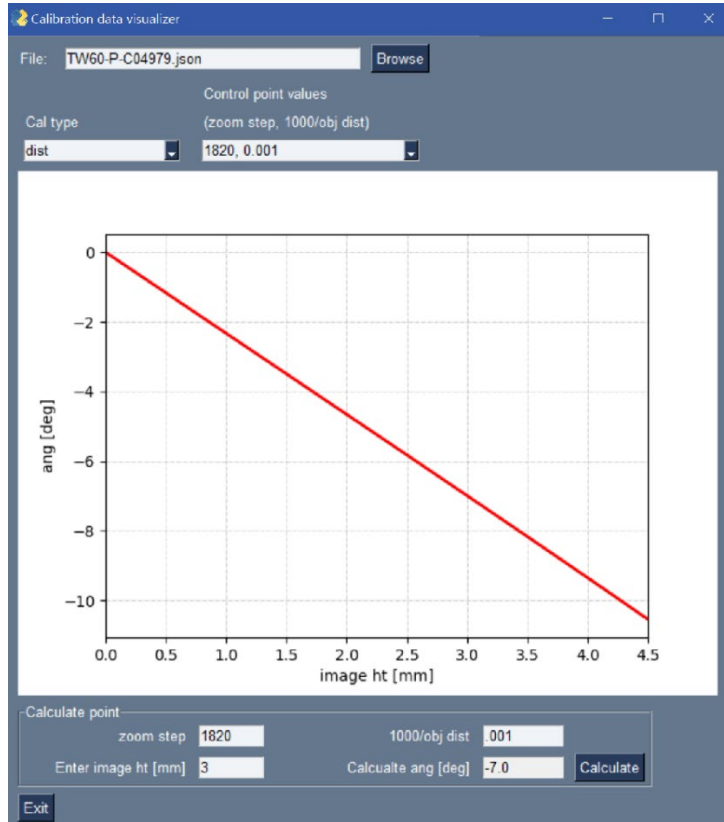 Calibration data visualizer
File: TW60-P-C04979.json Browse
Control point values
Cal type (zoom step, 1000/obj dist)
dist 1820, 0.001
0
−2
−4
−6
−8
−10
ang [deg]
0.0 0.5 1.0 1.5 2.0 2.5 3.0 3.5 4.0 4.5
image ht [mm]
Calculate point
zoom step 1820 1000/obj dist .001
Enter image ht [mm] 3 Calcualte ang [deg] -7.0 Calculate
Exit